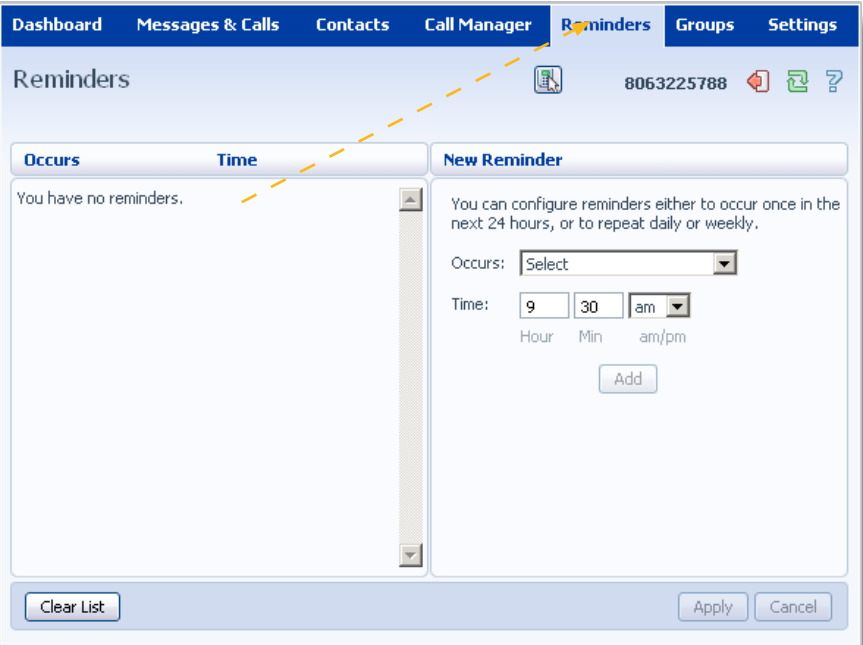 Dashboard Messages & Calls Contacts Call Manager Reminders Groups Settings
Reminders 8063225788 ?
Occurs Time
You have no reminders.
New Reminder
You can configure reminders either to occur once in the
next 24 hours, or to repeat daily or weekly.
Occurs: Select
Time: 9 30 am
Hour Min am/pm
Add
Clear List Apply Cancel